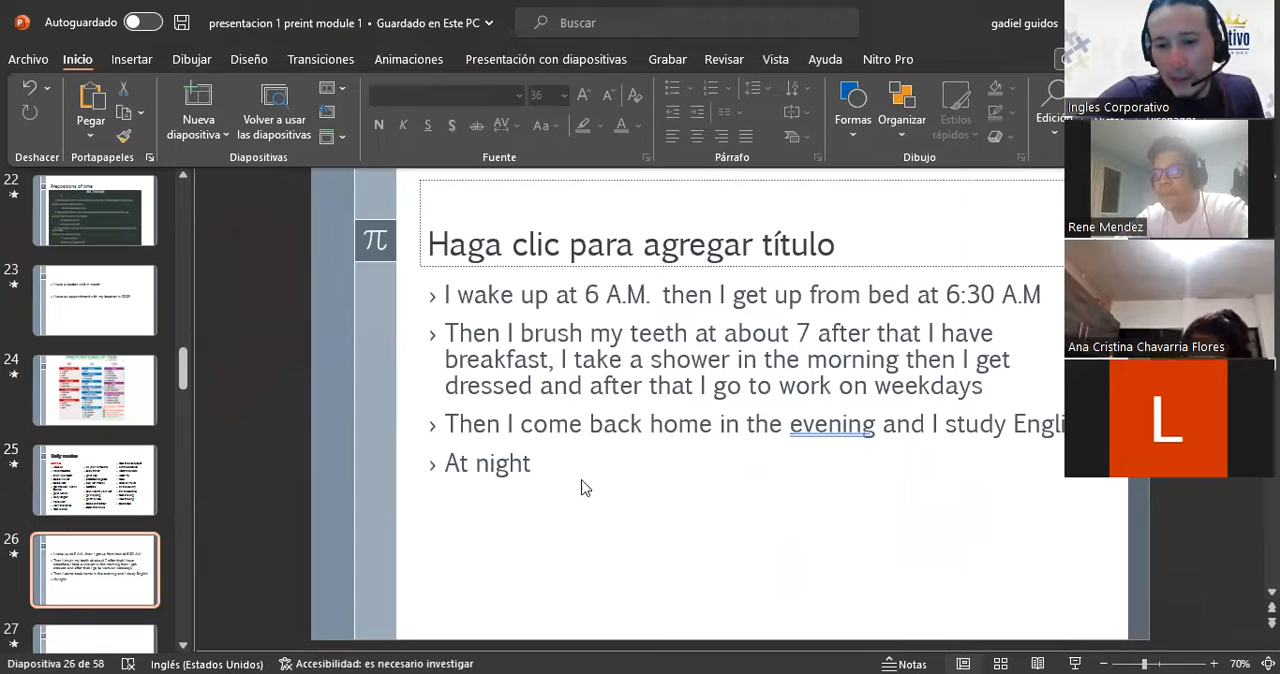 Autoguardado
presentacion 1 preint module 1 • Guardado en Este PC
Buscar
gadiel guidos
Archivo Inicio Insertar Dibujar Diseño Transiciones Animaciones Presentación con diapositivas Grabar Revisar Vista Ayuda Nitro Pro
36
Pegar
Nueva diapositiva
Volver a usar las diapositivas
N K S S ab AV Aa A
Formas
Organizar
Estilos rápidos
Edición
Deshacer Portapapeles Diapositivas Fuente Párrafo Dibujo
Ingles Corporativo
Rene Mendez
Ana Cristina Chavarria Flores
L
22
Prepositions of time
23
24
25
26
27
π
Haga clic para agregar título
› I wake up at 6 A.M. then I get up from bed at 6:30 A.M
› Then I brush my teeth at about 7 after that I have
breakfast, I take a shower in the morning then I get
dressed and after that I go to work on weekdays
› Then I come back home in the evening and I study Engli
› At night
Diapositiva 26 de 58
Inglés (Estados Unidos)
Accesibilidad: es necesario investigar
Notas
70%